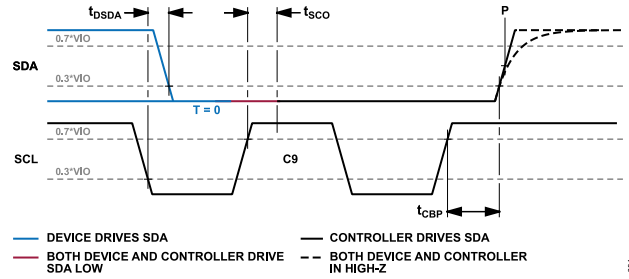 tDSDA
tSCO
P
0.7*VIO
SDA
0.3*VIO
T = 0
0.7*VIO
SCL
C9
0.3*VIO
tCBP
DEVICE DRIVES SDA
CONTROLLER DRIVES SDA
BOTH DEVICE AND CONTROLLER DRIVE
SDA LOW
BOTH DEVICE AND CONTROLLER
IN HIGH-Z